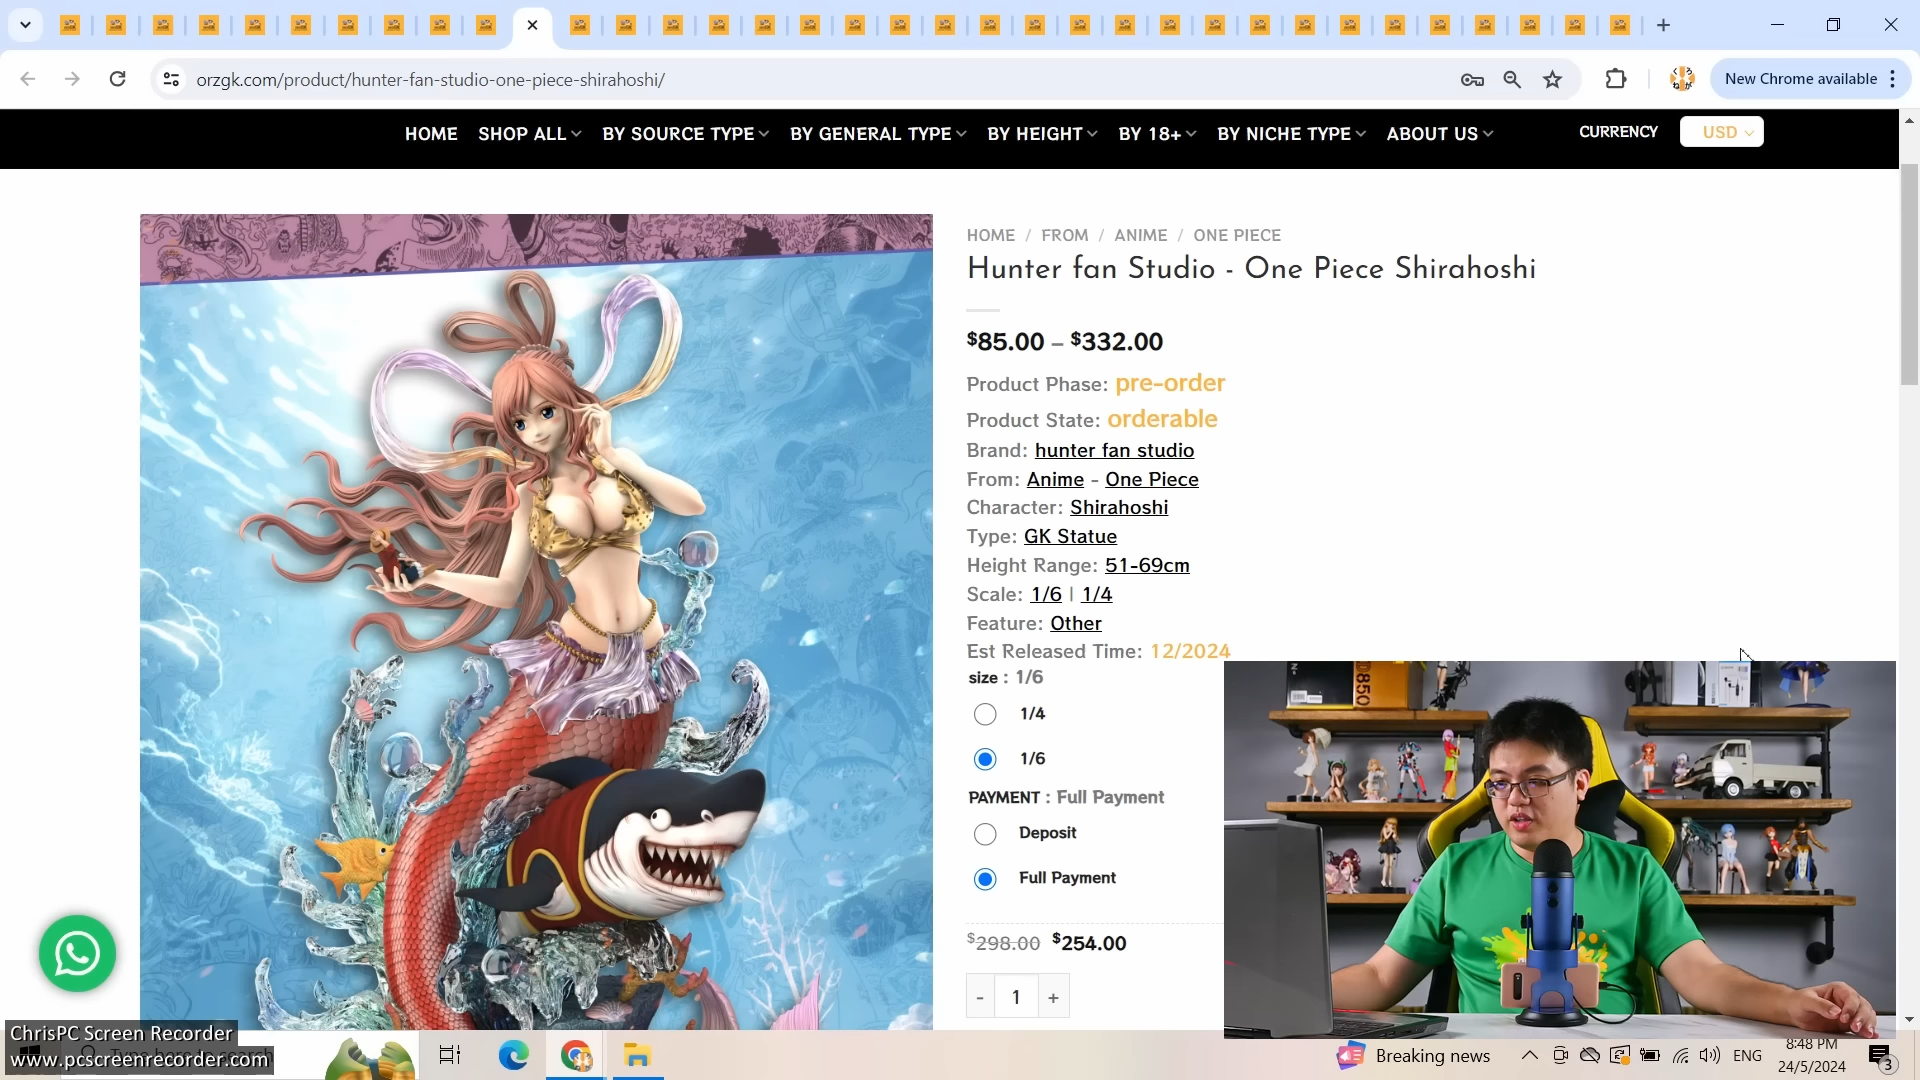 orzgk.com/product/hunter-fan-studio-one-piece-shirahoshi/
New Chrome available
HOME SHOP ALL BY SOURCE TYPE BY GENERAL TYPE BY HEIGHT BY 18+ BY NICHE TYPE ABOUT US CURRENCY USD
HOME / FROM / ANIME / ONE PIECE
Hunter fan Studio - One Piece Shirahoshi
$85.00 – $332.00
Product Phase: pre-order
Product State: orderable
Brand: hunter fan studio
From: Anime - One Piece
Character: Shirahoshi
Type: GK Statue
Height Range: 51-69cm
Scale: 1/6 | 1/4
Feature: Other
Est Released Time: 12/2024
size : 1/6
1/4
1/6
PAYMENT : Full Payment
Deposit
Full Payment
$298.00 $254.00
- 1 +
850
ChrisPC Screen Recorder
www.pcscreenrecorder.com
Breaking news
ENG
8:48 PM
24/5/2024
3